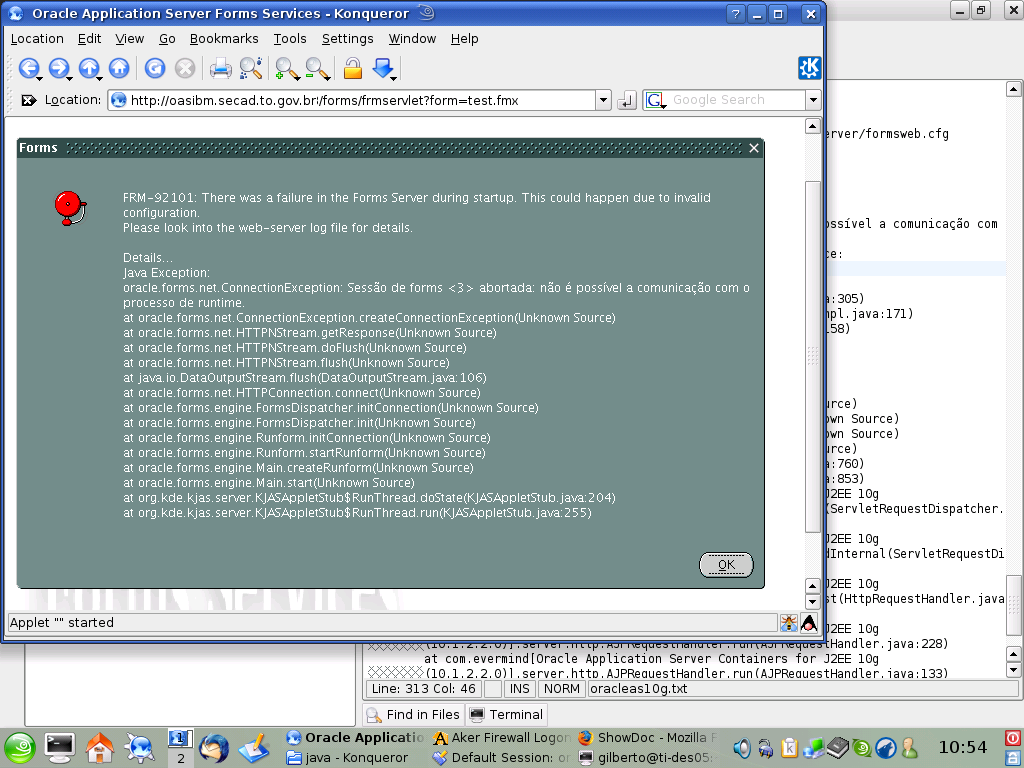 Oracle Application Server Forms Services - Konqueror
Location Edit View Go Bookmarks Tools Settings Window Help
Location: http://oasibm.secad.to.gov.br/forms/frmservlet?form=test.fmx
Google Search
Forms
FRM-92101: There was a failure in the Forms Server during startup. This could happen due to invalid
configuration.
Please look into the web-server log file for details.
Details...
Java Exception:
oracle.forms.net.ConnectionException: Sessão de forms <3> abortada: não é possível a comunicação com o
processo de runtime.
at oracle.forms.net.ConnectionException.createConnectionException(Unknown Source)
at oracle.forms.net.HTTPNStream.getResponse(Unknown Source)
at oracle.forms.net.HTTPNStream.doFlush(Unknown Source)
at oracle.forms.net.HTTPNStream.flush(Unknown Source)
at java.io.DataOutputStream.flush(DataOutputStream.java:106)
at oracle.forms.net.HTTPConnection.connect(Unknown Source)
at oracle.forms.engine.FormsDispatcher.initConnection(Unknown Source)
at oracle.forms.engine.FormsDispatcher.init(Unknown Source)
at oracle.forms.engine.Runform.initConnection(Unknown Source)
at oracle.forms.engine.Runform.startRunform(Unknown Source)
at oracle.forms.engine.Main.createRunform(Unknown Source)
at oracle.forms.engine.Main.start(Unknown Source)
at org.kde.kjas.server.KJASAppletStub$RunThread.doState(KJASAppletStub.java:204)
at org.kde.kjas.server.KJASAppletStub$RunThread.run(KJASAppletStub.java:255)
OK
Applet "" started
erver/formsweb.cfg
ossível a comunicação com
ce:
a:305)
mpl.java:171)
158)
urce)
own Source)
own Source)
urce)
a:760)
a:853)
J2EE 10g
(ServletRequestDispatcher.
J2EE 10g
dInternal(ServletRequestDi
J2EE 10g
st(HttpRequestHandler.java
J2EE 10g
(10.1.2.2.0)].server.http.AJPRequestHandler.run(AJPRequestHandler.java:228)
at com.evermind[Oracle Application Server Containers for J2EE 10g
(10.1.2.2.0)].server.http.AJPRequestHandler.run(AJPRequestHandler.java:133)
Line: 313 Col: 46 INS NORM oracleas10g.txt
Find in Files Terminal
1
2
Oracle Applicatio
Aker Firewall Logon
ShowDoc - Mozilla F
java - Konqueror
Default Session: or
gilberto@ti-des05:
10:54